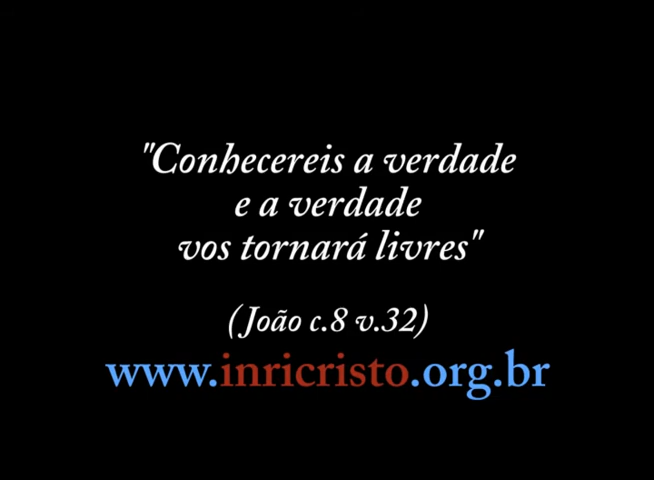 "Conhecereis a verdade
e a verdade
vos tornará livres"
(João c.8 v.32)
www.inricristo.org.br